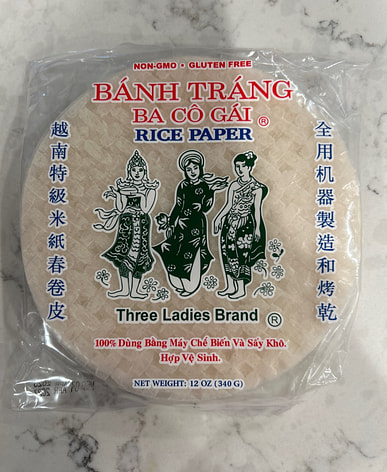 NON-GMO • GLUTEN FREE
BÁNH TRÁNG
BA CÔ GÁI ®
RICE PAPER
越南特級米紙春卷皮
全用机器製造和烤乾
Three Ladies Brand ®
100% Dùng Bằng Máy Chế Biến Và Sấy Khô.
Hợp Vệ Sinh.
NET WEIGHT: 12 OZ (340 G)